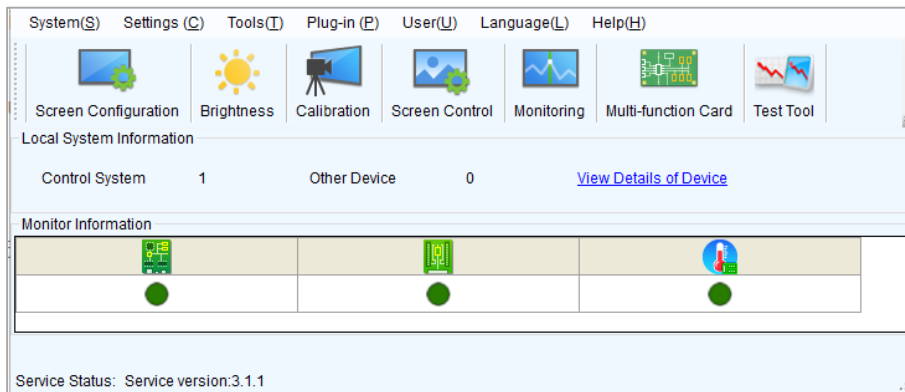 System(S) Settings (C) Tools(T) Plug-in (P) User(U) Language(L) Help(H)
Screen Configuration Brightness Calibration Screen Control Monitoring Multi-function Card Test Tool
Local System Information
Control System 1 Other Device 0 View Details of Device
Monitor Information
Service Status: Service version:3.1.1